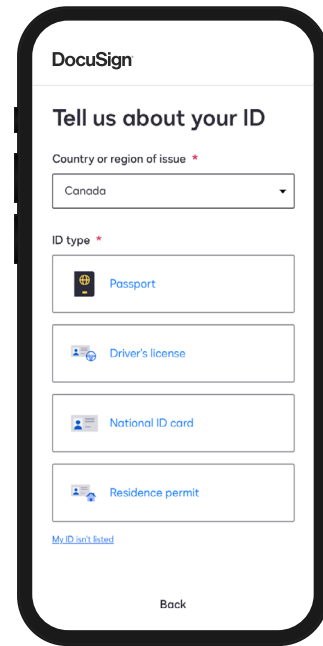 DocuSign
Tell us about your ID
Country or region of issue *
Canada
ID type *
Passport
Driver's license
National ID card
Residence permit
My ID isn't listed
Back